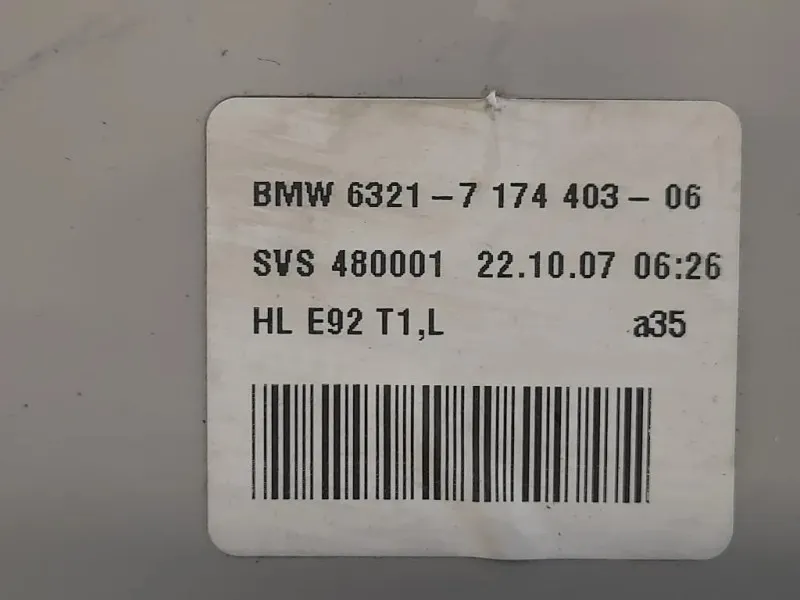 BMW 6321-7 174 403- 06
SVS 480001 22.10.07 06:26
HL E92 T1,L a35